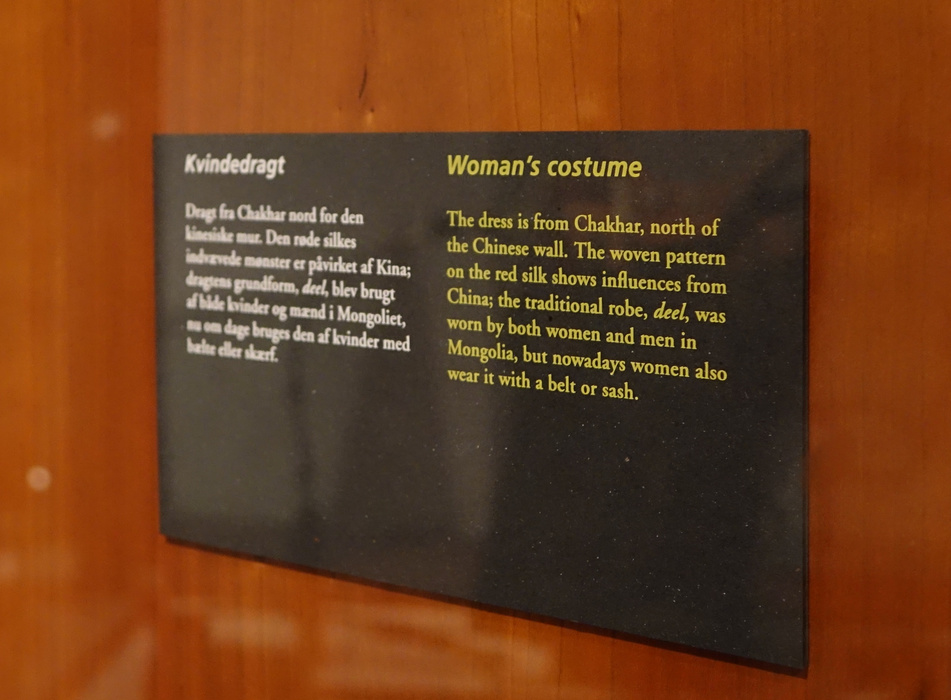 Kvindedragt
Dragt fra Chakhar nord for den
kinesiske mur. Den røde silkes
indvævede mønster er påvirket af Kina;
dragtens grundform, deel, blev brugt
af både kvinder og mænd i Mongoliet,
nu om dage bruges den af kvinder med
bælte eller skærf.
Woman's costume
The dress is from Chakhar, north of
the Chinese wall. The woven pattern
on the red silk shows influences from
China; the traditional robe, deel, was
worn by both women and men in
Mongolia, but nowadays women also
wear it with a belt or sash.